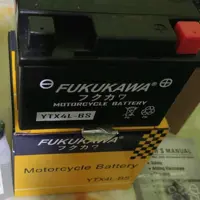 FUKUKAWA
フクカワ
MOTORCYCLE BATTERY
YTX4L-BS
FUKUKAWA
フクカワ
Motorcycle Battery
YTX4L-BS